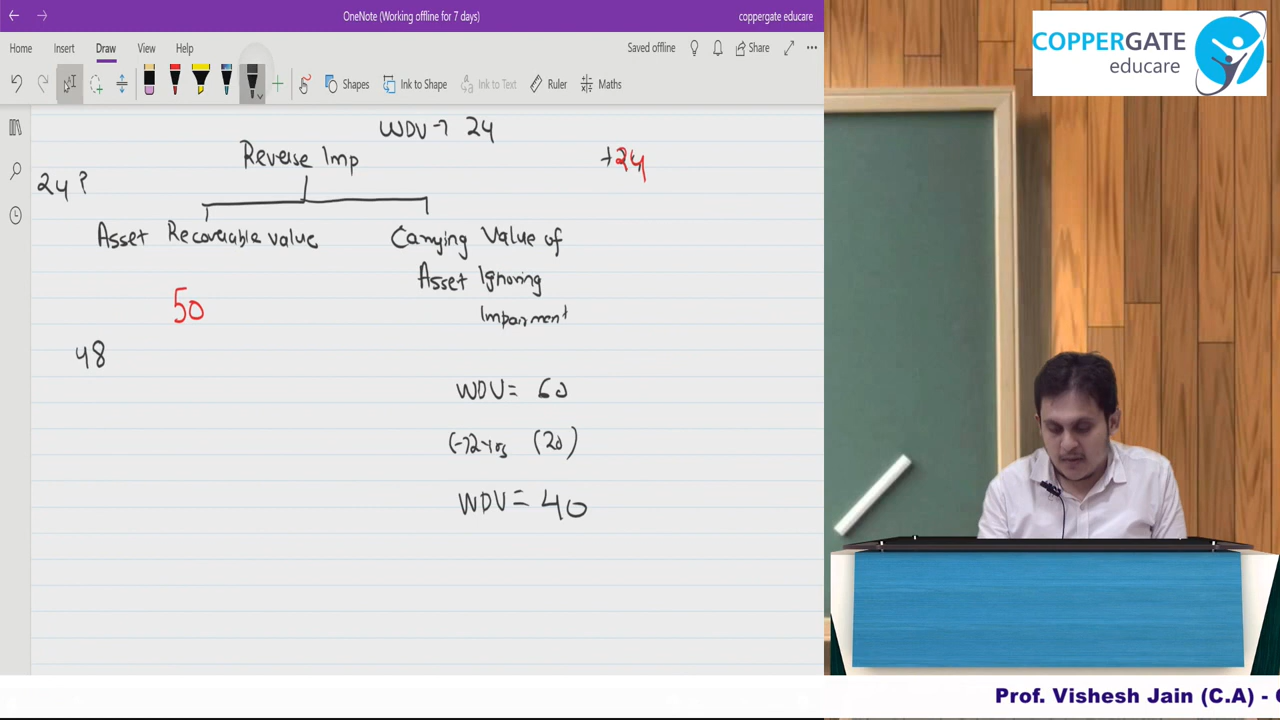 OneNote (Working offline for 7 days)
coppergate educare
Home Insert Draw View Help
Saved offline
Share
Shapes
Ink to Shape
Ink to Text
Ruler
Maths
WDV → 24
Reverse Imp
+24
24 ?
Asset Recoverable value
Carrying Value of
Asset Ignoring
Impairment
50
48
WDV = 60
(-) 2 yrs (20)
WDV = 40
COPPERGATE
educare
Prof. Vishesh Jain (C.A) -